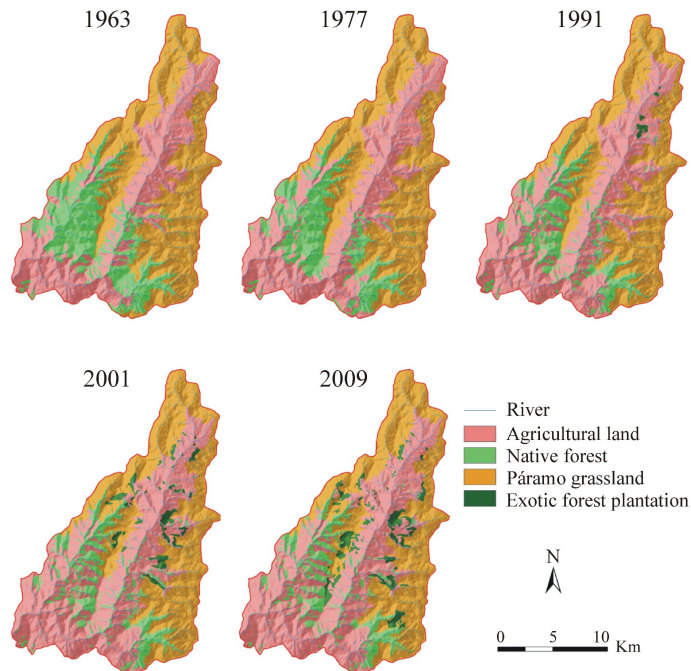 1963
1977
1991
2001
2009
River
Agricultural land
Native forest
Páramo grassland
Exotic forest plantation
N
0 5 10 Km